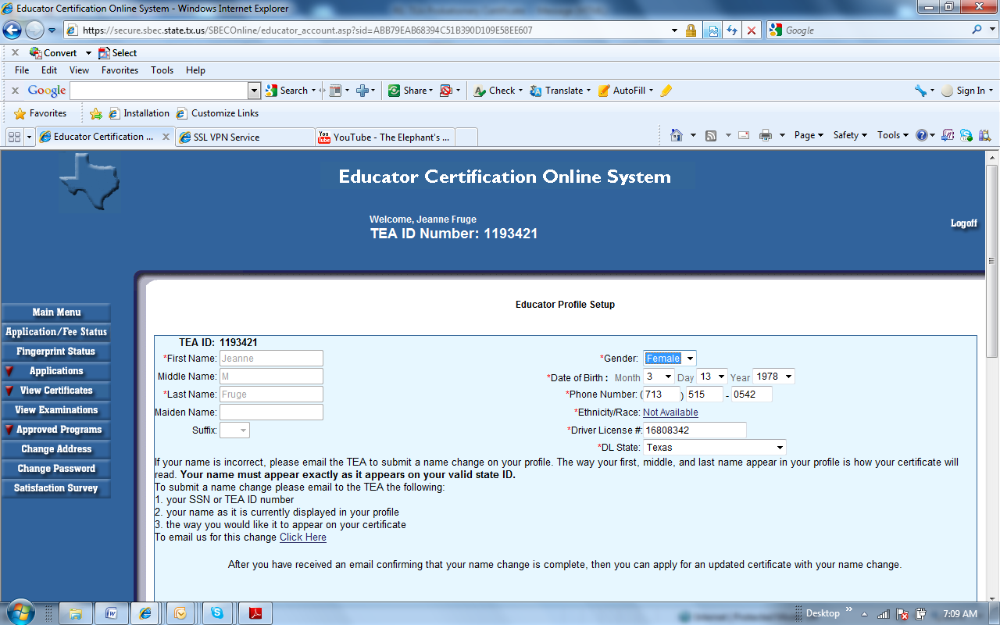 Educator Certification Online System - Windows Internet Explorer
https://secure.sbec.state.tx.us/SBECOnline/educator_account.asp?sid=ABB79EAB68394C51B390D109E58EE607
Google
Convert Select
File Edit View Favorites Tools Help
Google Search Share Check Translate AutoFill Sign In
Favorites Installation Customize Links
Educator Certification ... SSL VPN Service YouTube - The Elephant's ... Page Safety Tools
Educator Certification Online System
Welcome, Jeanne Fruge
TEA ID Number: 1193421
Logoff
Main Menu
Application/Fee Status
Fingerprint Status
Applications
View Certificates
View Examinations
Approved Programs
Change Address
Change Password
Satisfaction Survey
Educator Profile Setup
TEA ID: 1193421
*First Name: Jeanne *Gender: Female
Middle Name: M *Date of Birth : Month 3 Day 13 Year 1978
*Last Name: Fruge *Phone Number: (713 ) 515 - 0542
Maiden Name: *Ethnicity/Race: Not Available
Suffix: *Driver License #: 16808342
*DL State: Texas
If your name is incorrect, please email the TEA to submit a name change on your profile. The way your first, middle, and last name appear in your profile is how your certificate will
read. Your name must appear exactly as it appears on your valid state ID.
To submit a name change please email to the TEA the following:
1. your SSN or TEA ID number
2. your name as it is currently displayed in your profile
3. the way you would like it to appear on your certificate
To email us for this change Click Here
After you have received an email confirming that your name change is complete, then you can apply for an updated certificate with your name change.
Desktop 7:09 AM